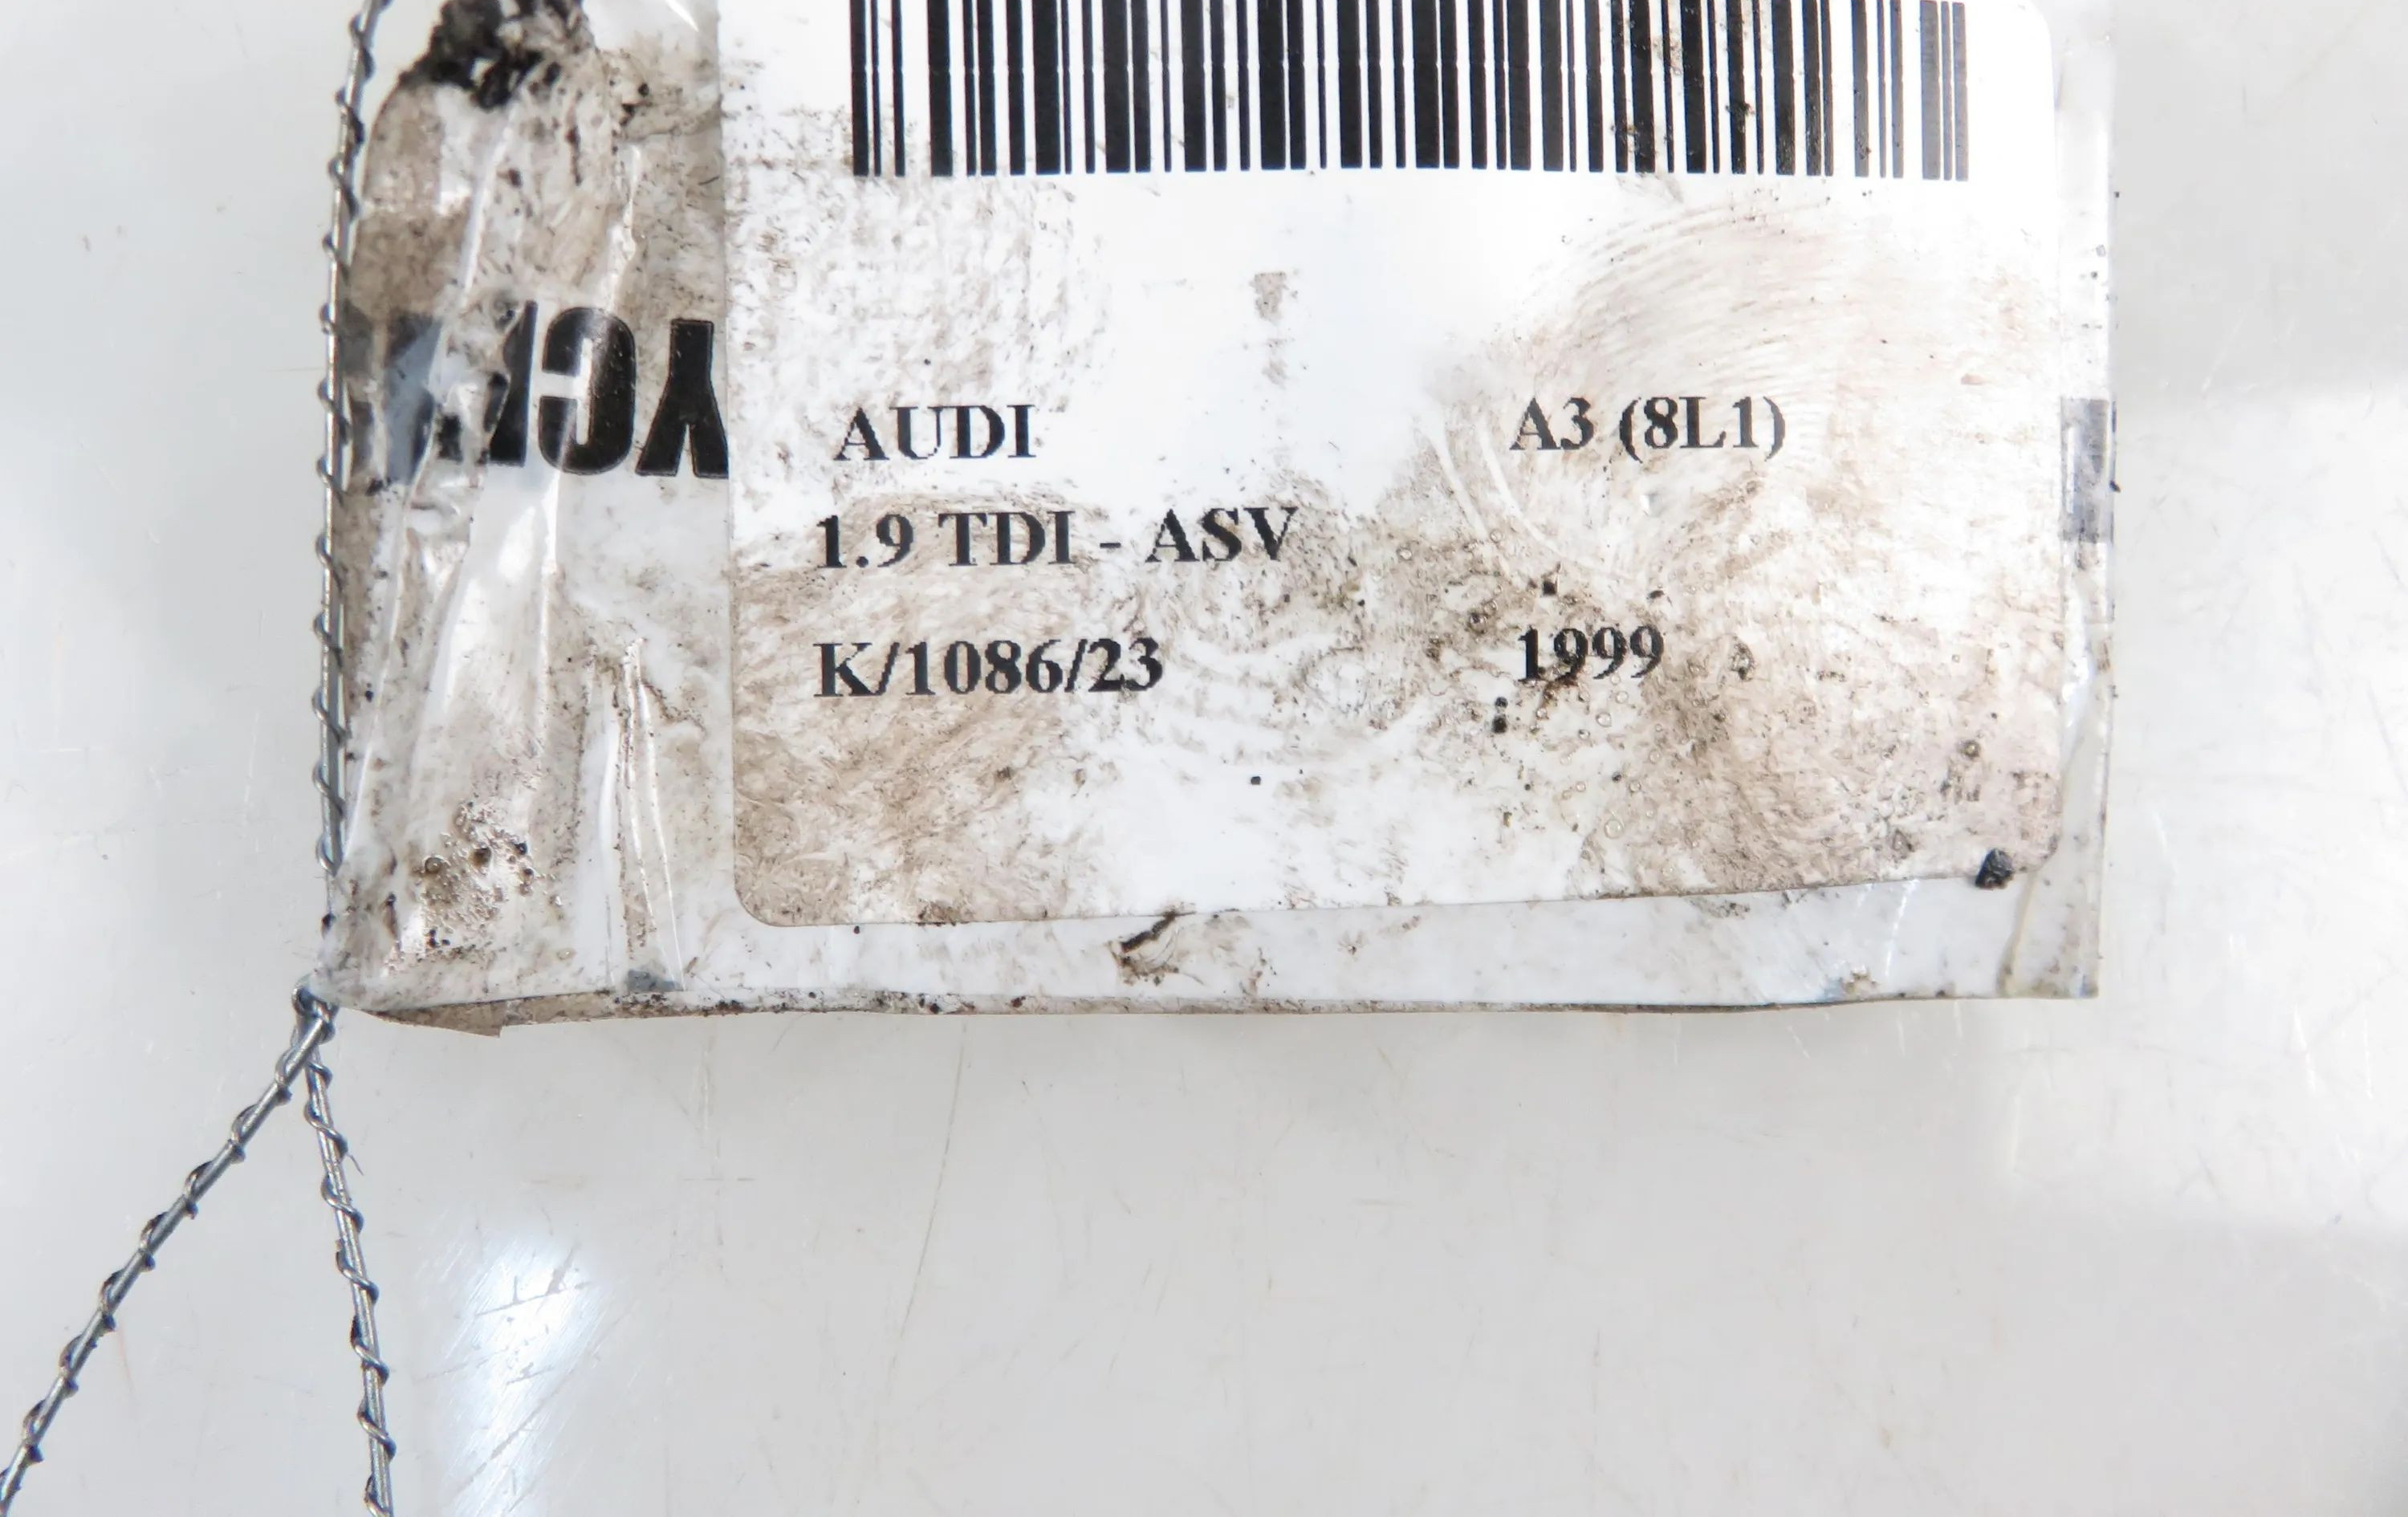 AUDI A3 (8L1)
1.9 TDI - ASV
K/1086/23 1999